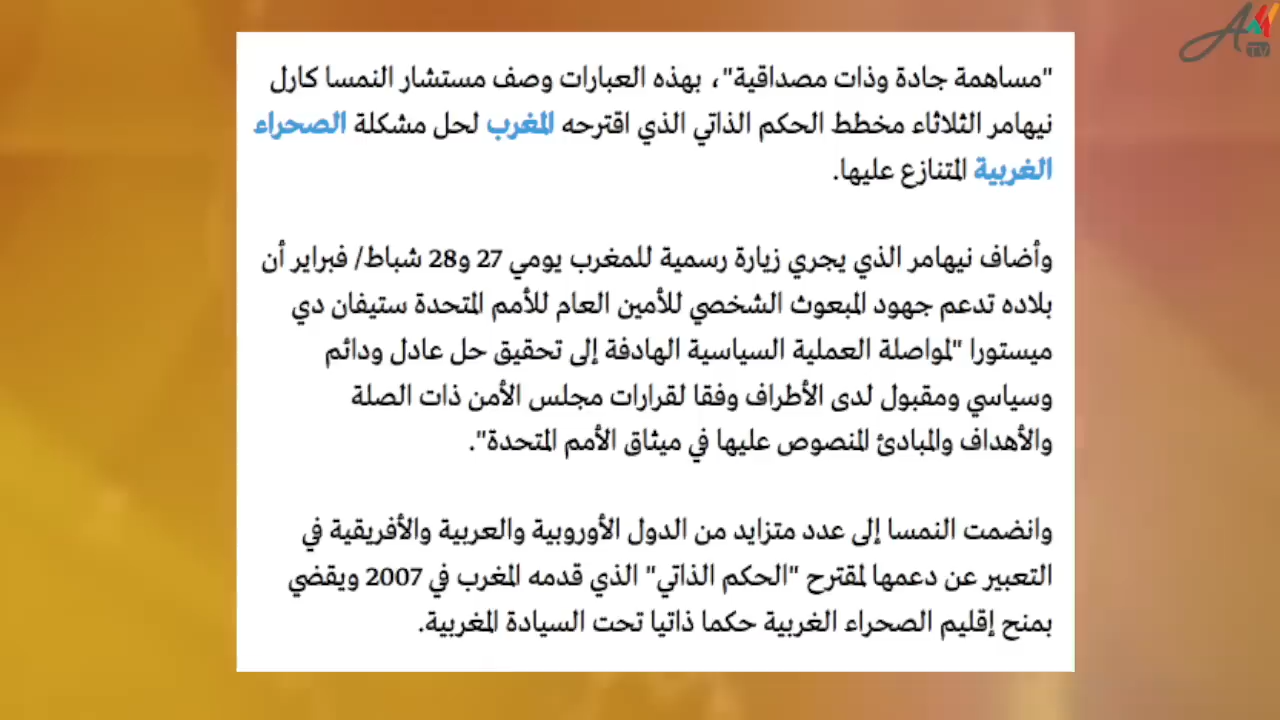 "مساهمة جادة وذات مصداقية"، بهذه العبارات وصف مستشار النمسا كارل
نيهامر الثلاثاء مخطط الحكم الذاتي الذي اقترحه المغرب لحل مشكلة الصحراء
الغربية المتنازع عليها.
وأضاف نيهامر الذي يجري زيارة رسمية للمغرب يومي 27 و28 شباط/ فبراير أن
بلاده تدعم جهود المبعوث الشخصي للأمين العام للأمم المتحدة ستيفان دي
ميستورا "لمواصلة العملية السياسية الهادفة إلى تحقيق حل عادل ودائم
وسياسي ومقبول لدى الأطراف وفقا لقرارات مجلس الأمن ذات الصلة
والأهداف والمبادئ المنصوص عليها في ميثاق الأمم المتحدة".
وانضمت النمسا إلى عدد متزايد من الدول الأوروبية والعربية والأفريقية في
التعبير عن دعمها لمقترح "الحكم الذاتي" الذي قدمه المغرب في 2007 ويقضي
بمنح إقليم الصحراء الغربية حكما ذاتيا تحت السيادة المغربية.
TV